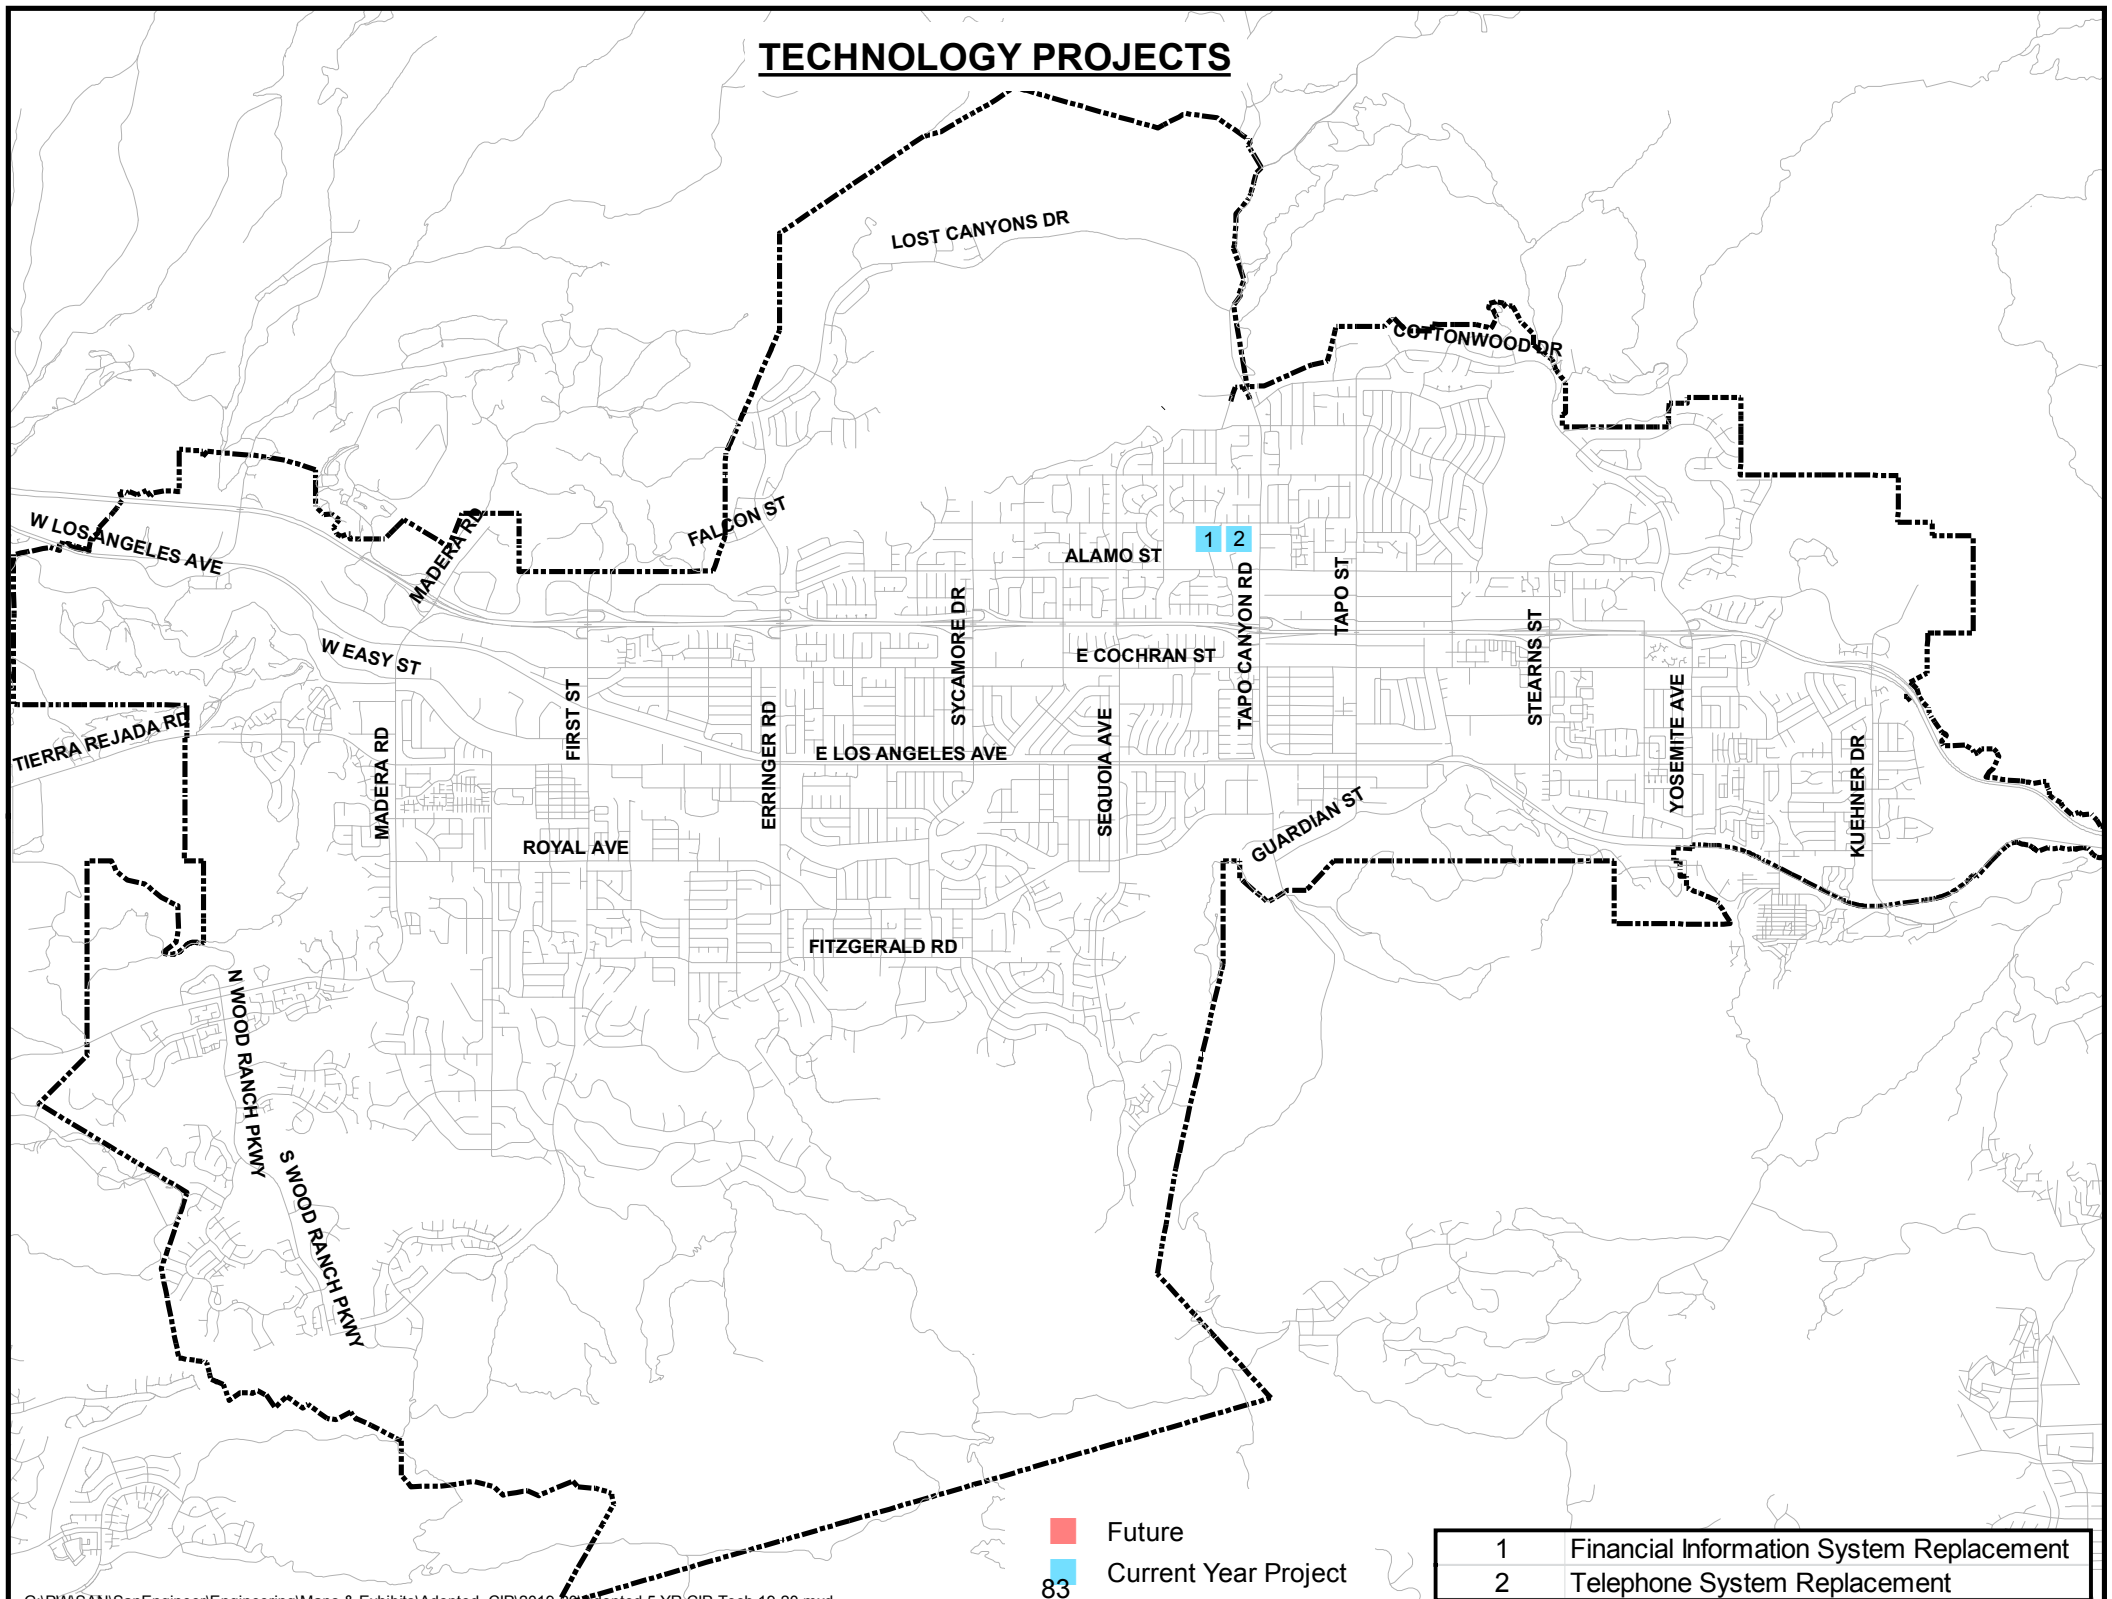 TECHNOLOGY PROJECTS
LOST CANYONS DR
COTTONWOOD DR
W LOS ANGELES AVE
MADERA RD
FALCON ST
1 2
ALAMO ST
TAPO ST
TAPO CANYON RD
SYCAMORE DR
STEARNS ST
W EASY ST
E COCHRAN ST
FIRST ST
ERRINGER RD
SEQUOIA AVE
YOSEMITE AVE
TIERRA REJADA RD
MADERA RD
E LOS ANGELES AVE
KUEHNER DR
GUARDIAN ST
ROYAL AVE
FITZGERALD RD
N WOOD RANCH PKWY
S WOOD RANCH PKWY
Future
Current Year Project
83
1 Financial Information System Replacement
2 Telephone System Replacement